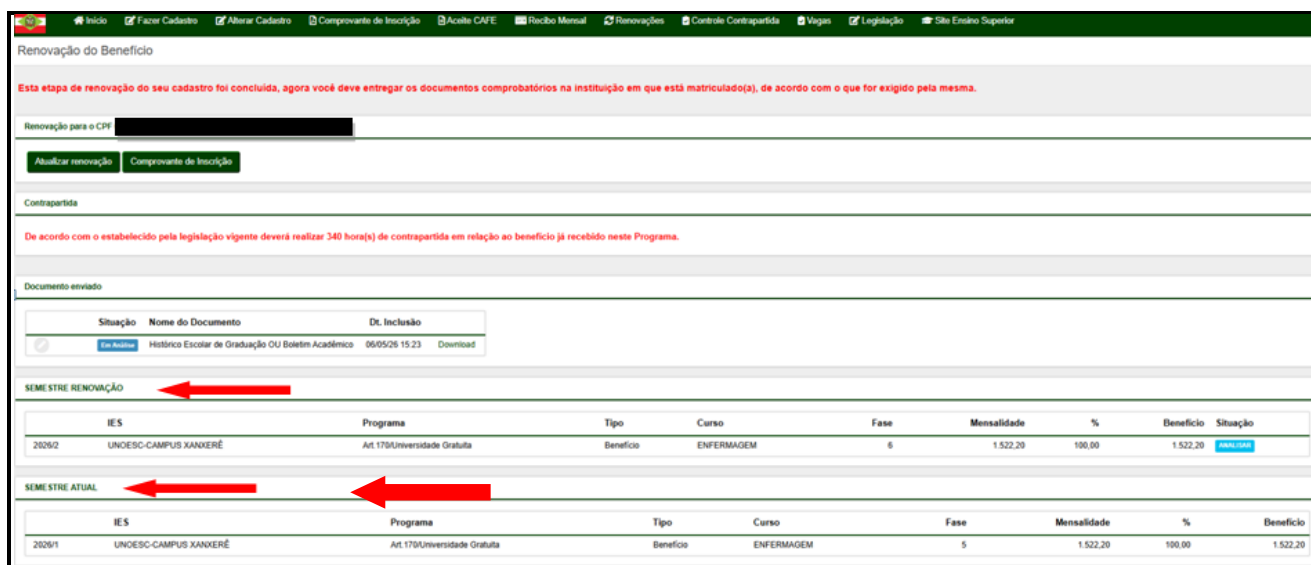 Início Fazer Cadastro Alterar Cadastro Comprovante de Inscrição Aceite CAFE Recibo Mensal Renovações Controle Contrapartida Vagas Legislação Site Ensino Superior
Renovação do Benefício
Esta etapa de renovação do seu cadastro foi concluída, agora você deve entregar os documentos comprobatórios na instituição em que está matriculado(a), de acordo com o que for exigido pela mesma.
Renovação para o CPF
Atualizar renovação Comprovante de Inscrição
Contrapartida
De acordo com o estabelecido pela legislação vigente deverá realizar 340 hora(s) de contrapartida em relação ao benefício já recebido neste Programa.
Documento enviado
Situação Nome do Documento Dt. Inclusão
Em Análise Histórico Escolar de Graduação OU Boletim Acadêmico 06/05/26 15:23 Download
SEMESTRE RENOVAÇÃO
IES Programa Tipo Curso Fase Mensalidade % Benefício Situação
2026/2 UNOESC-CAMPUS XANXERÊ Art.170/Universidade Gratuita Benefício ENFERMAGEM 6 1.522,20 100,00 1.522,20 ANALISAR
SEMESTRE ATUAL
IES Programa Tipo Curso Fase Mensalidade % Benefício
2026/1 UNOESC-CAMPUS XANXERÊ Art.170/Universidade Gratuita Benefício ENFERMAGEM 5 1.522,20 100,00 1.522,20